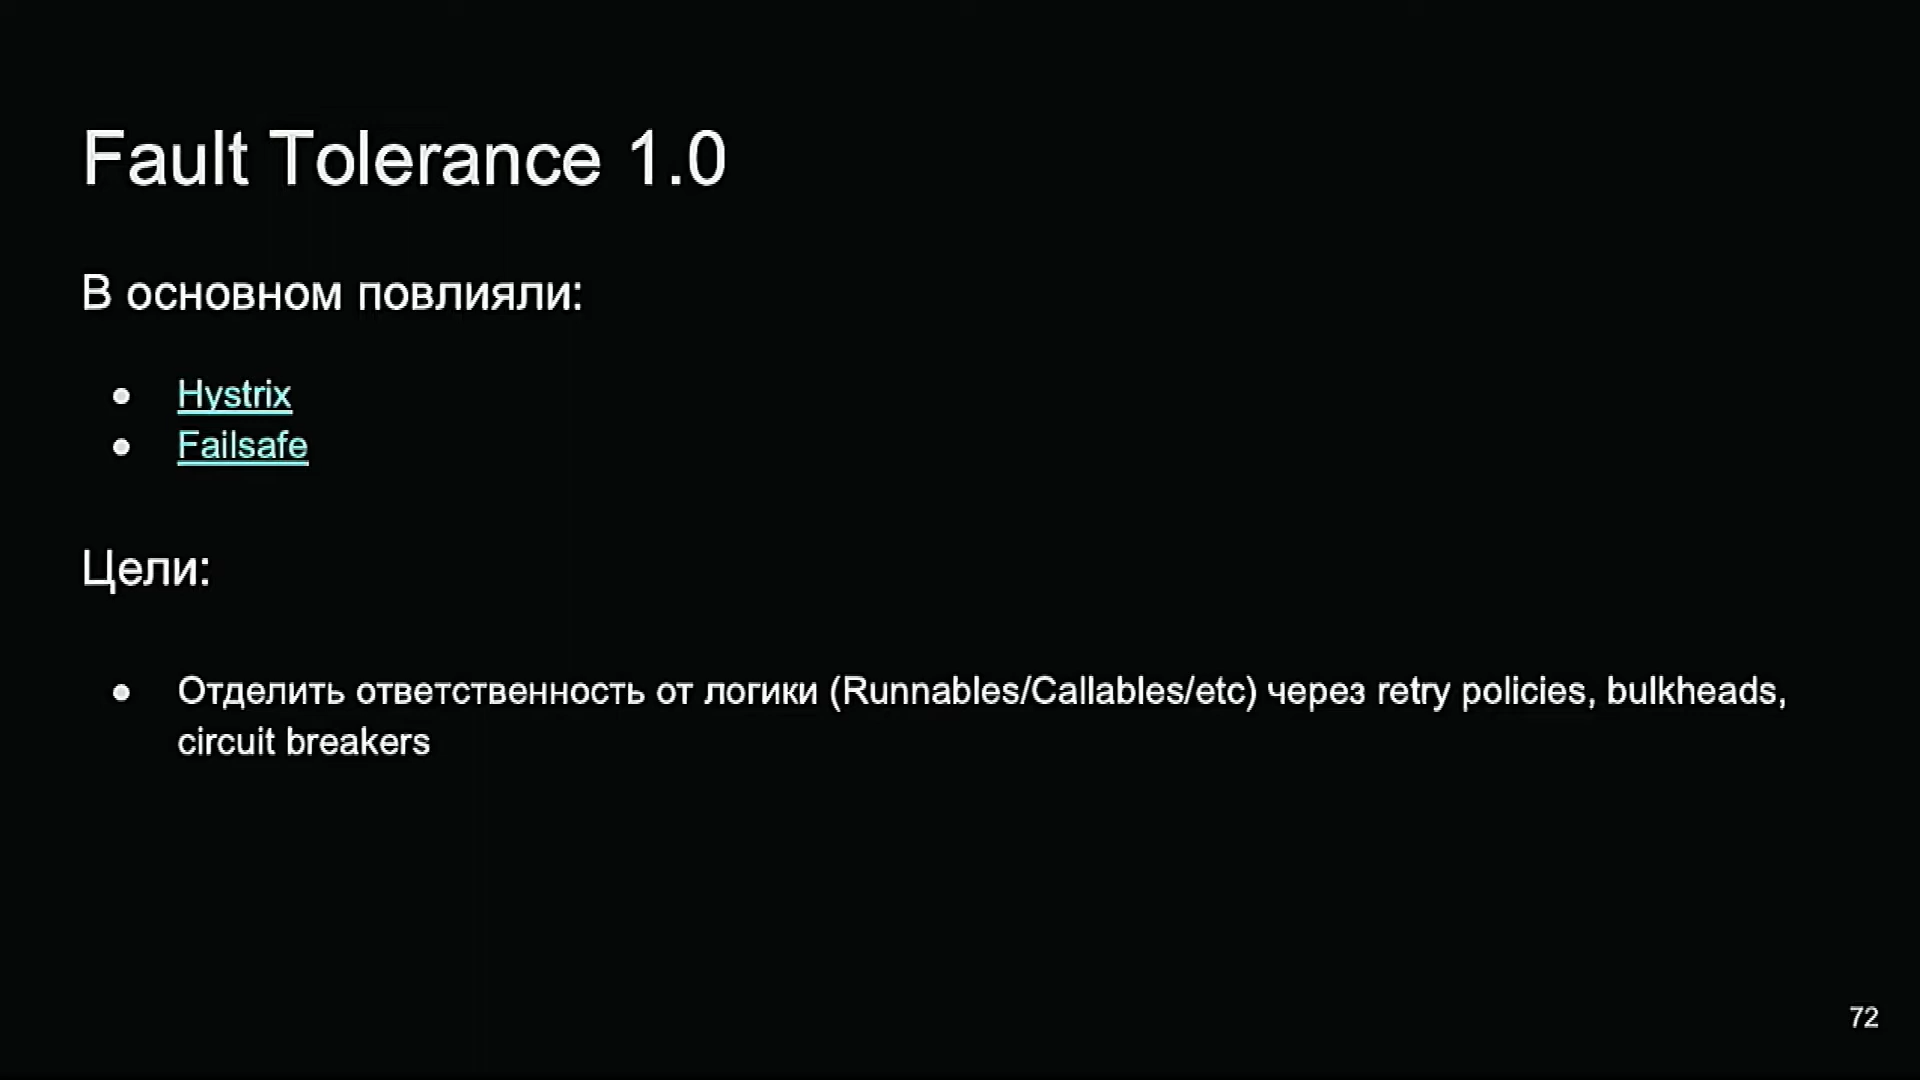 Fault Tolerance 1.0
В основном повлияли:
● Hystrix
● Failsafe
Цели:
● Отделить ответственность от логики (Runnables/Callables/etc) через retry policies, bulkheads,
circuit breakers
72